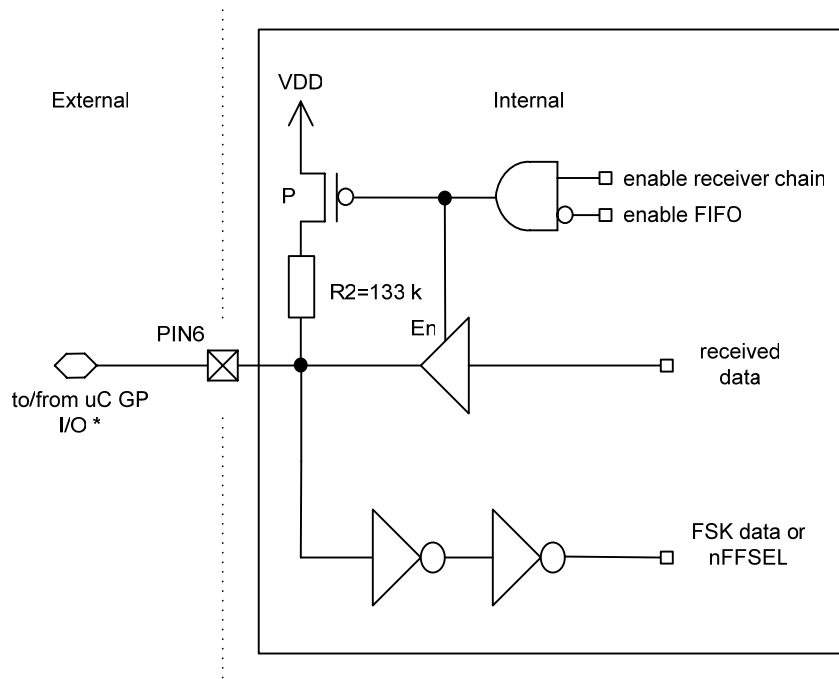 External
Internal
VDD
P
enable receiver chain
enable FIFO
R2=133 k
En
PIN6
received
data
to/from uC GP
I/O *
FSK data or
nFFSEL